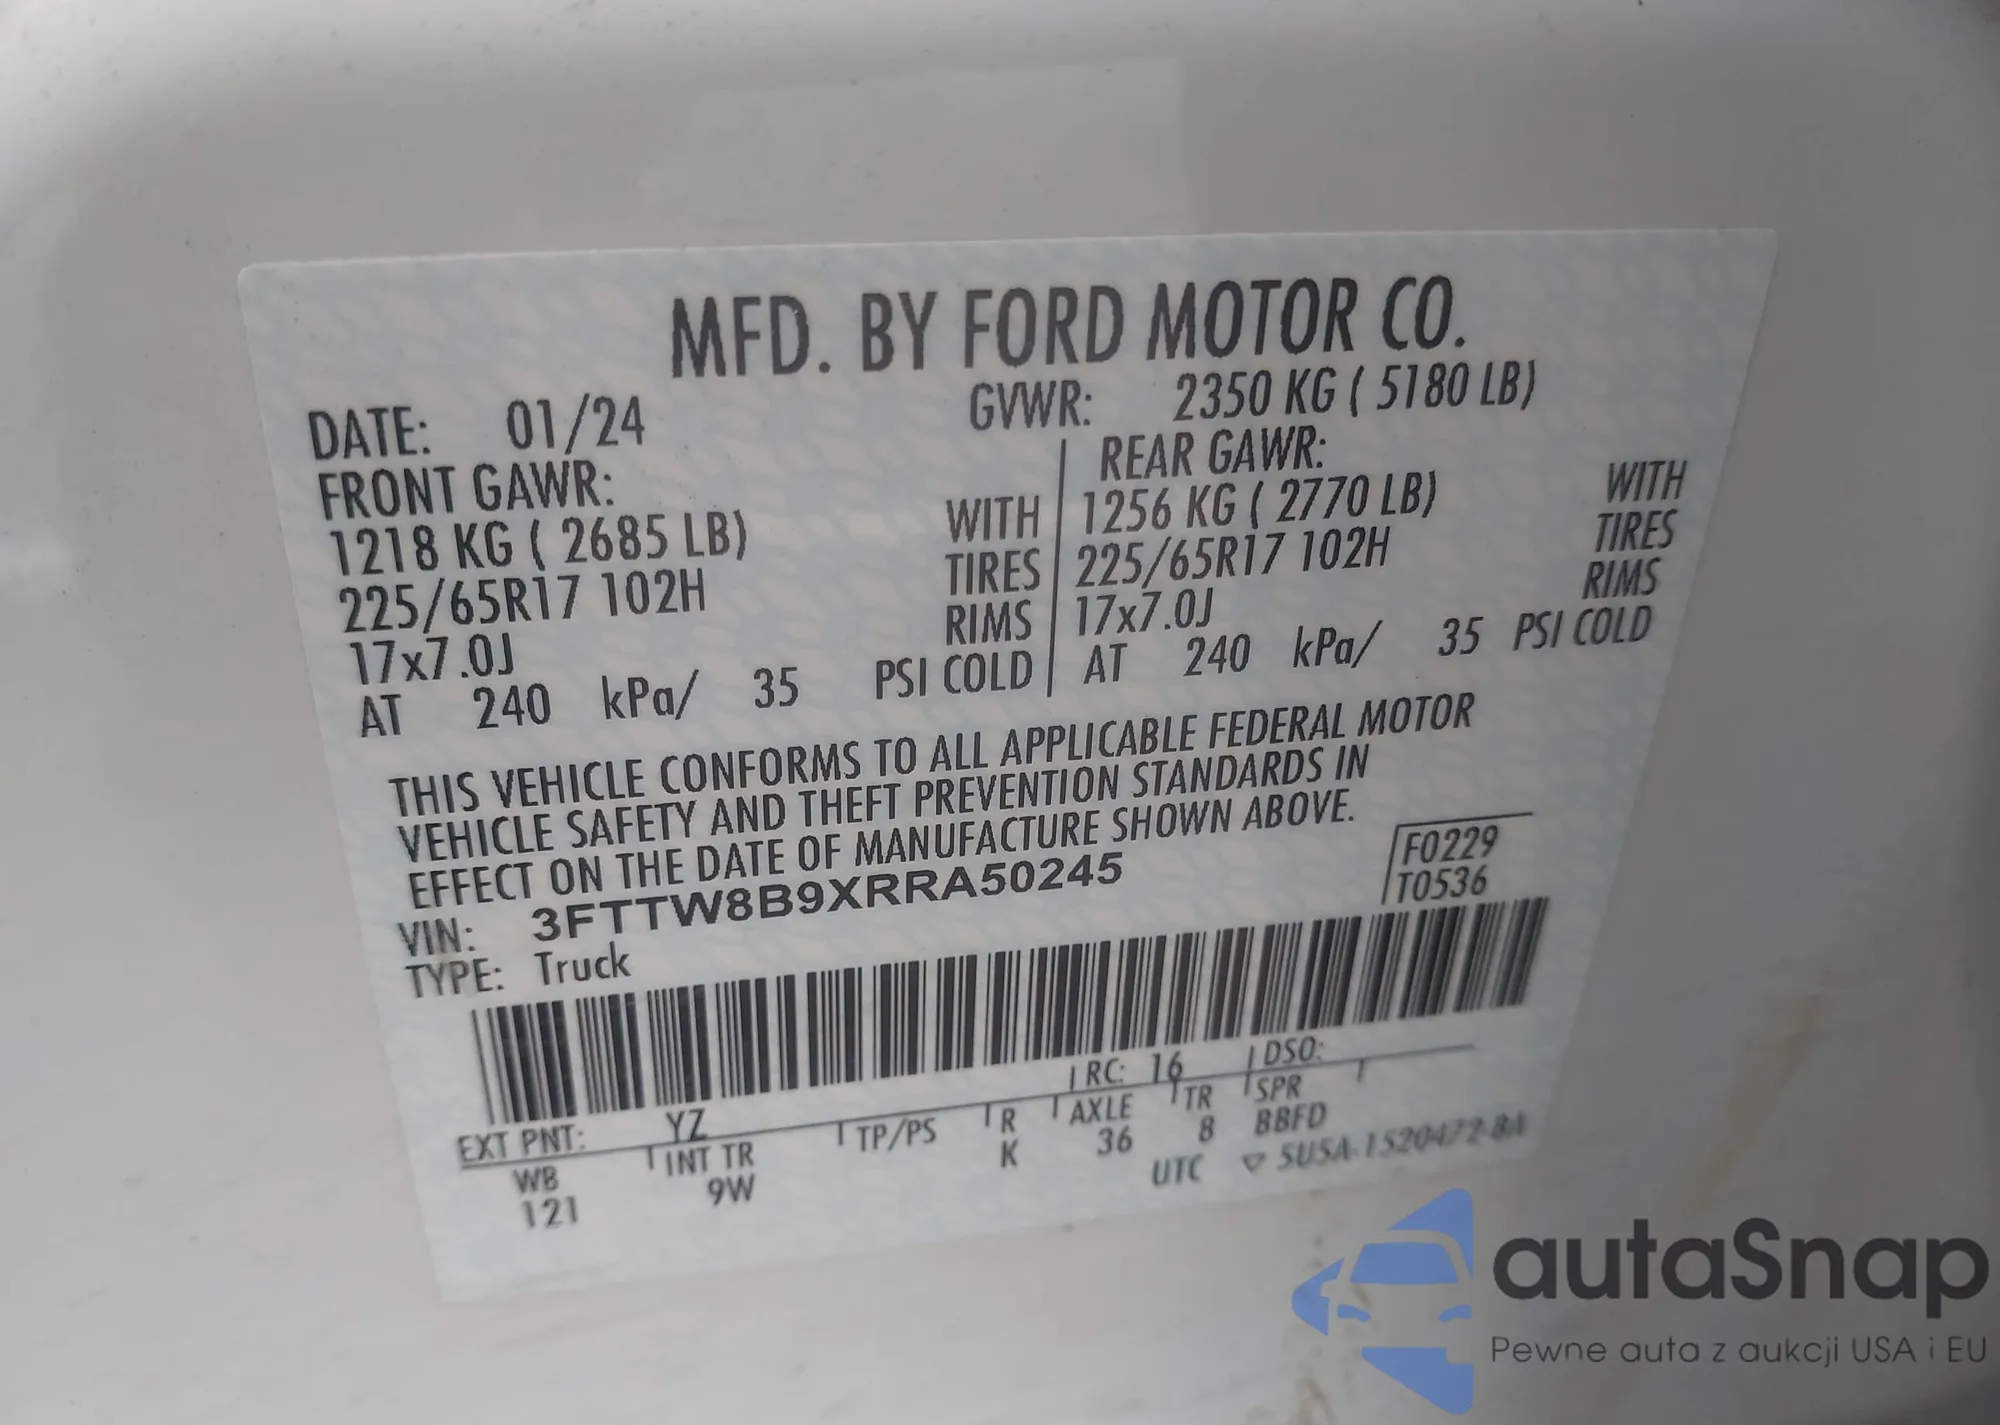 MFD. BY FORD MOTOR CO.
DATE: 01/24 GVWR: 2350 KG ( 5180 LB)
FRONT GAWR: REAR GAWR:
1218 KG ( 2685 LB) WITH 1256 KG ( 2770 LB) WITH
225/65R17 102H TIRES 225/65R17 102H TIRES
17x7.0J RIMS 17x7.0J RIMS
AT 240 kPa/ 35 PSI COLD AT 240 kPa/ 35 PSI COLD
THIS VEHICLE CONFORMS TO ALL APPLICABLE FEDERAL MOTOR
VEHICLE SAFETY AND THEFT PREVENTION STANDARDS IN
EFFECT ON THE DATE OF MANUFACTURE SHOWN ABOVE.
VIN: 3FTTW8B9XRRA50245 F0229
TYPE: Truck T0536
EXT PNT: YZ RC: 16 DSO:
WB INT TR TP/PS R AXLE TR SPR
121 9W K 36 8 BBFD
UTC ▽ 5USA-1520472-BA
autaSnap
Pewne auta z aukcji USA i EU